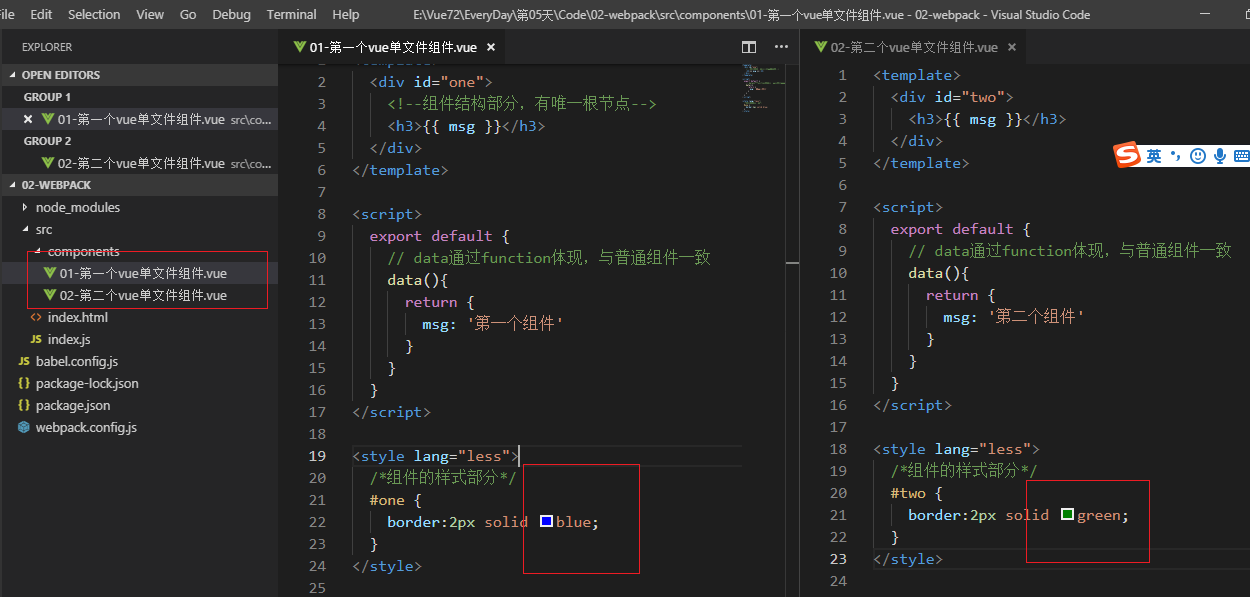 File Edit Selection View Go Debug Terminal Help E:\Vue72\EveryDay\第05天\Code\02-webpack\src\components\01-第一个vue单文件组件.vue - 02-webpack - Visual Studio Code
EXPLORER
OPEN EDITORS
GROUP 1
01-第一个vue单文件组件.vue src\co...
GROUP 2
02-第二个vue单文件组件.vue src\co...
02-WEBPACK
node_modules
src
components
01-第一个vue单文件组件.vue
02-第二个vue单文件组件.vue
index.html
JS index.js
JS babel.config.js
{} package-lock.json
{} package.json
webpack.config.js
01-第一个vue单文件组件.vue ×
2 <div id="one">
3 <!--组件结构部分，有唯一根节点-->
4 <h3>{{ msg }}</h3>
5 </div>
6 </template>
7
8 <script>
9 export default {
10 // data通过function体现，与普通组件一致
11 data(){
12 return {
13 msg: '第一个组件'
14 }
15 }
16 }
17 </script>
18
19 <style lang="less">
20 /*组件的样式部分*/
21 #one {
22 border:2px solid blue;
23 }
24 </style>
25
02-第二个vue单文件组件.vue ×
1 <template>
2 <div id="two">
3 <h3>{{ msg }}</h3>
4 </div>
5 </template>
6
7 <script>
8 export default {
9 // data通过function体现，与普通组件一致
10 data(){
11 return {
12 msg: '第二个组件'
13 }
14 }
15 }
16 </script>
17
18 <style lang="less">
19 /*组件的样式部分*/
20 #two {
21 border:2px solid green;
22 }
23 </style>
24
S 英